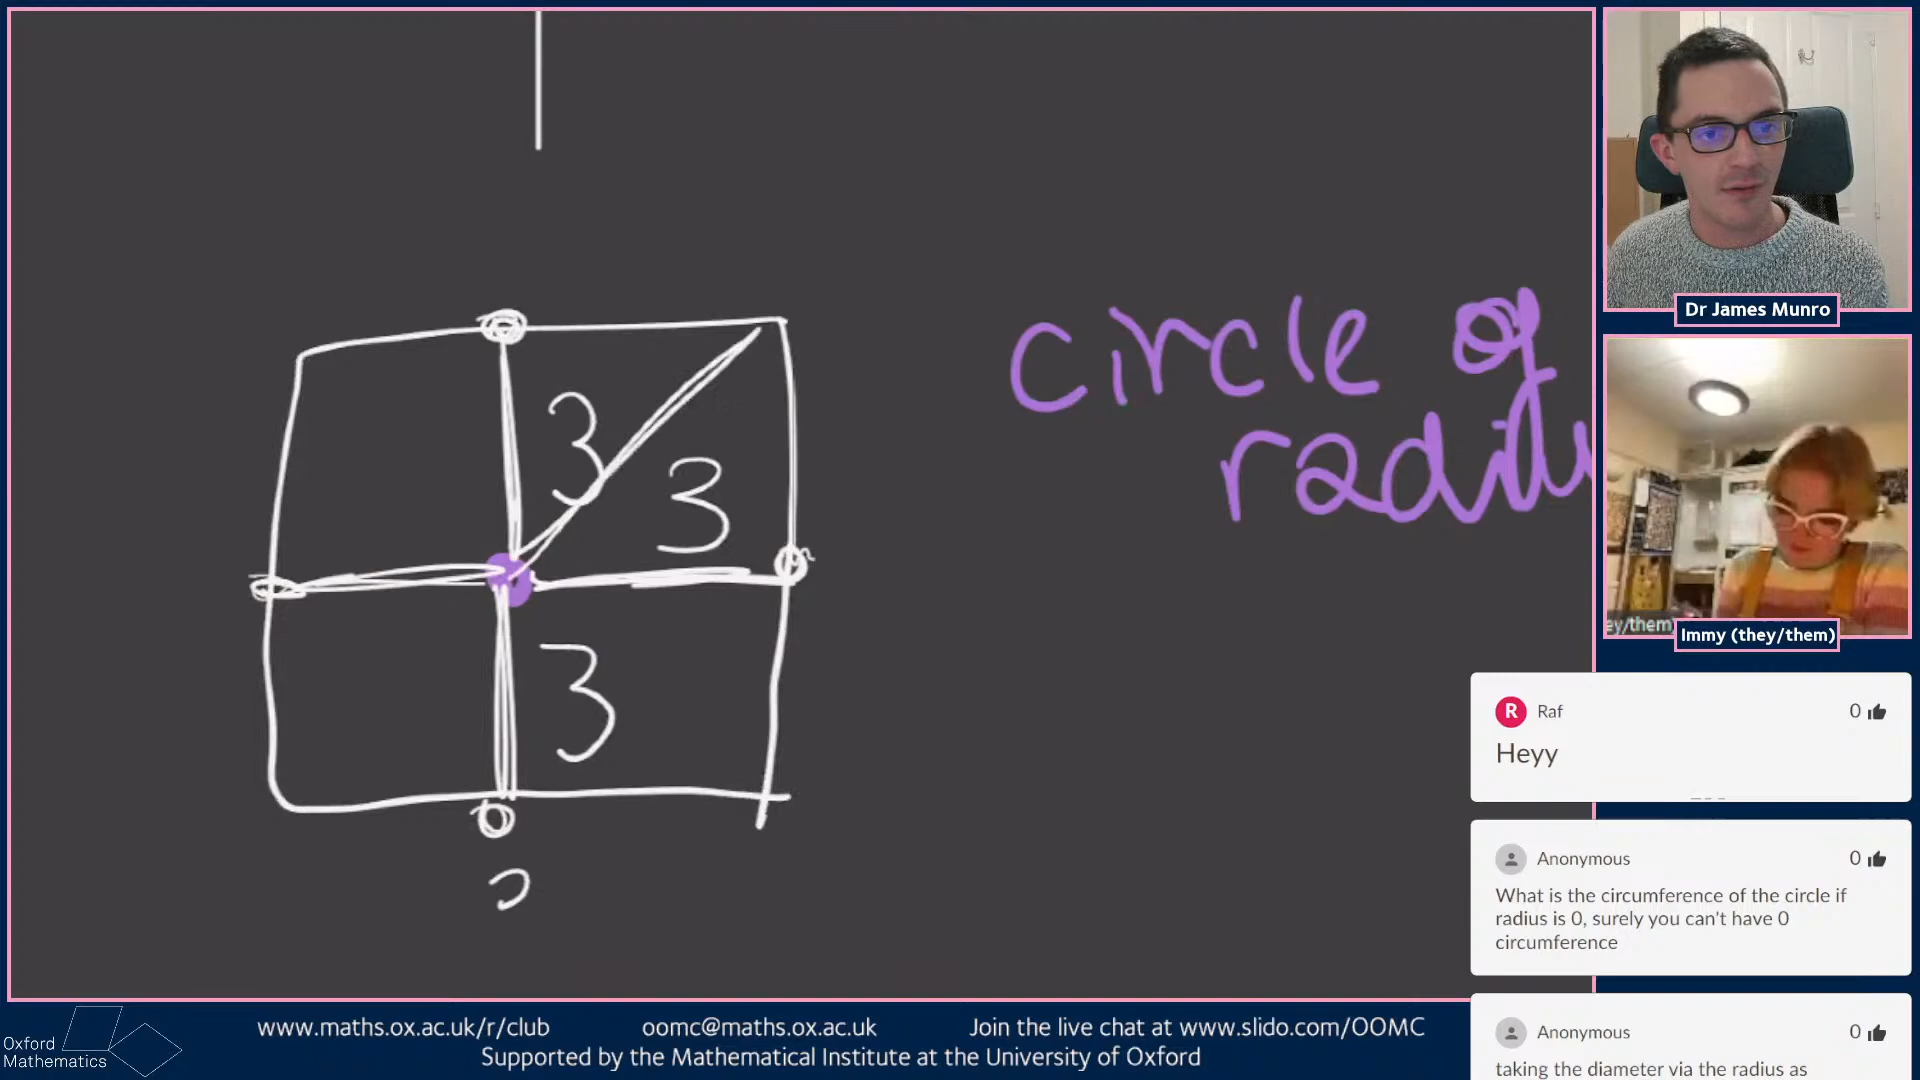 circle of
radiu
3
3
3
Dr James Munro
ey/them)
Immy (they/them)
R Raf 0
Heyy
Anonymous 0
What is the circumference of the circle if
radius is 0, surely you can't have 0
circumference
Anonymous 0
taking the diameter via the radius as
Oxford
Mathematics
www.maths.ox.ac.uk/r/club oomc@maths.ox.ac.uk Join the live chat at www.slido.com/OOMC
Supported by the Mathematical Institute at the University of Oxford